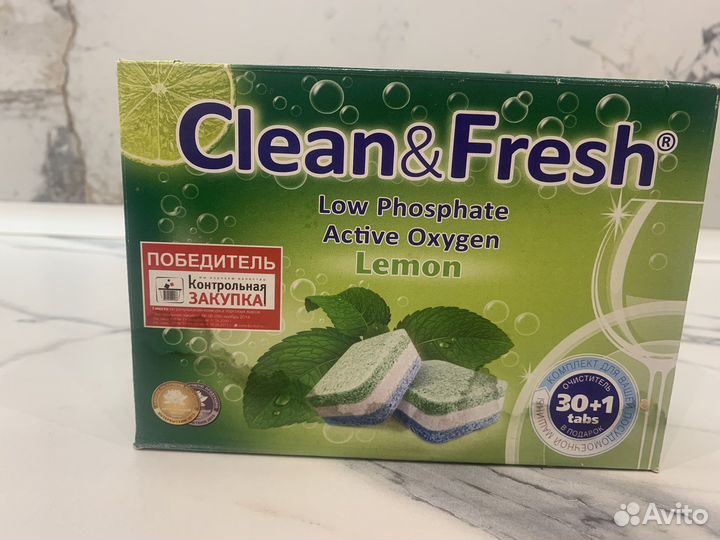 Clean&Fresh®
Low Phosphate
Active Oxygen
Lemon
ПОБЕДИТЕЛЬ
Контрольная
ЗАКУПКА
КОМПЛЕКТ ДЛЯ ВАШЕЙ ПОСУДОМОЕЧНОЙ МАШИНЫ
ОЧИСТИТЕЛЬ
30+1
tabs
В ПОДАРОК
Avito